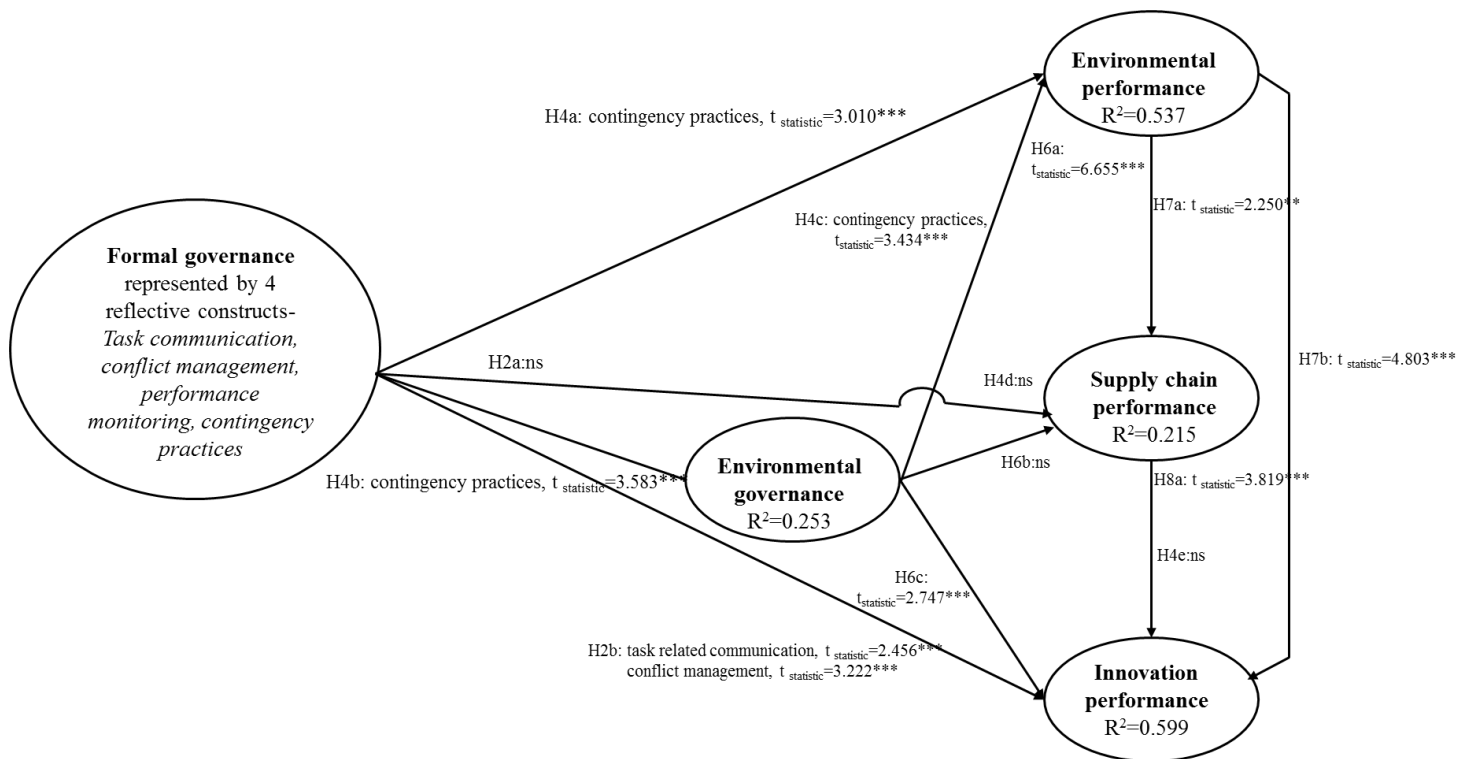 Environmental
performance
R²=0.537
H4a: contingency practices, t statistic=3.010***
H6a:
tstatistic=6.655***
H7a: t statistic=2.250**
H4c: contingency practices,
tstatistic=3.434***
Formal governance
represented by 4
reflective constructs-
Task communication,
conflict management,
performance
monitoring, contingency
practices
H2a:ns
H4d:ns
H7b: t statistic=4.803***
Supply chain
performance
R²=0.215
H6b:ns
Environmental
governance
R²=0.253
H4b: contingency practices, t statistic=3.583***
H8a: t statistic=3.819***
H4e:ns
H6c:
tstatistic=2.747***
H2b: task related communication, t statistic=2.456***
conflict management, t statistic=3.222***
Innovation
performance
R²=0.599